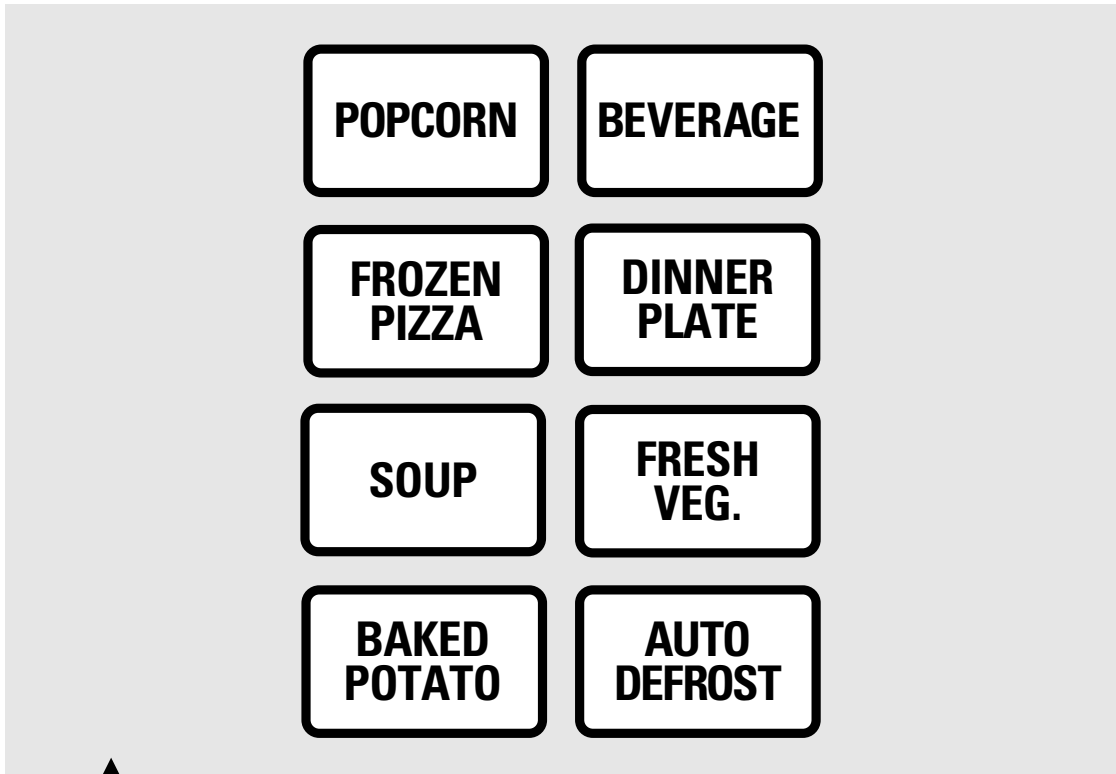 POPCORN
BEVERAGE
FROZEN
PIZZA
DINNER
PLATE
SOUP
FRESH
VEG.
BAKED
POTATO
AUTO
DEFROST